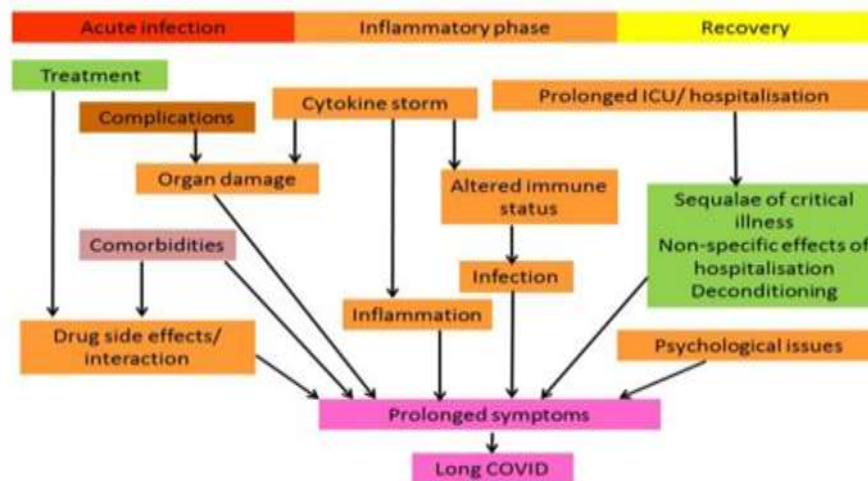 Acute infection
Inflammatory phase
Recovery
Treatment
Complications
Cytokine storm
Prolonged ICU/ hospitalisation
Organ damage
Altered immune
status
Sequalae of critical
illness
Non-specific effects of
hospitalisation
Deconditioning
Comorbidities
Infection
Inflammation
Drug side effects/
interaction
Psychological issues
Prolonged symptoms
Long COVID